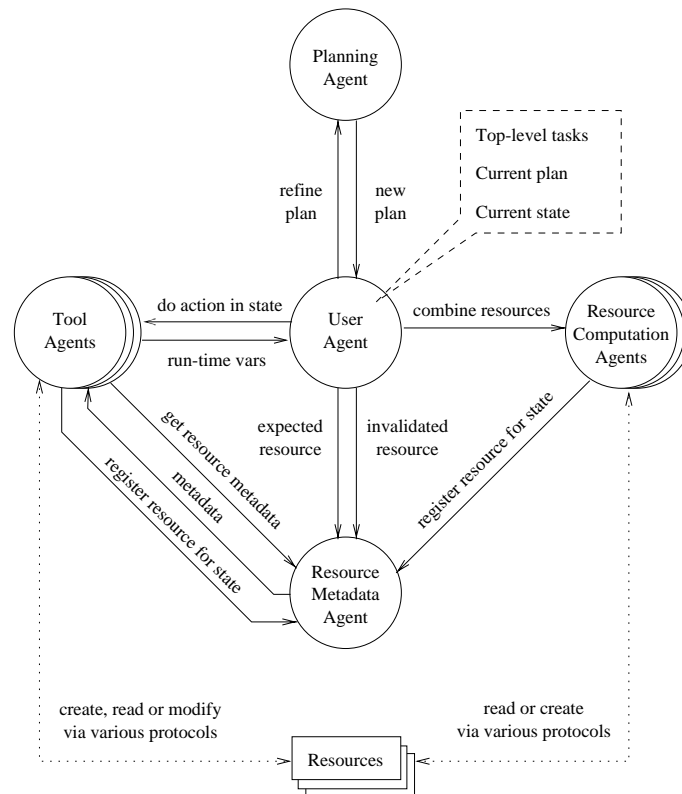 Planning
Agent
Top-level tasks
Current plan
Current state
refine
plan
new
plan
Tool
Agents
do action in state
run-time vars
User
Agent
combine resources
Resource
Computation
Agents
expected
resource
invalidated
resource
get resource metadata
metadata
register resource for state
register resource for state
Resource
Metadata
Agent
create, read or modify
via various protocols
read or create
via various protocols
Resources